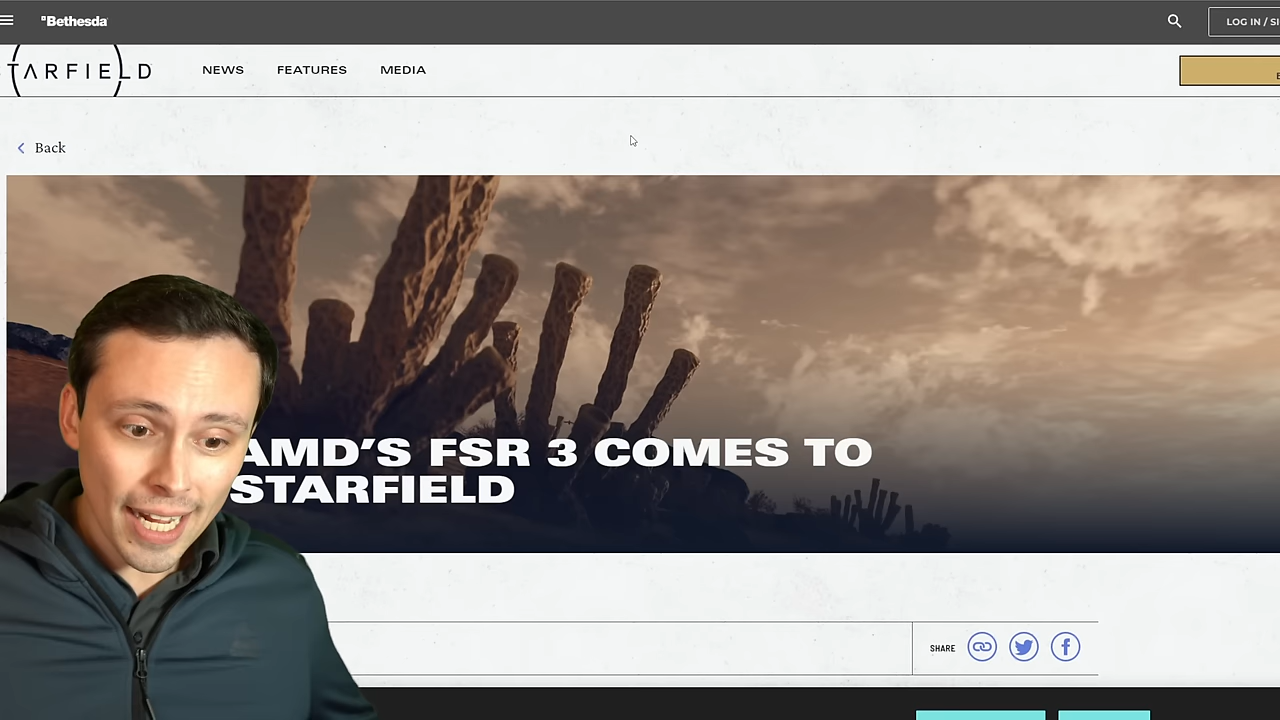 Bethesda
LOG IN / SI
TARFIELD
NEWS
FEATURES
MEDIA
Back
AMD'S FSR 3 COMES TO
STARFIELD
SHARE